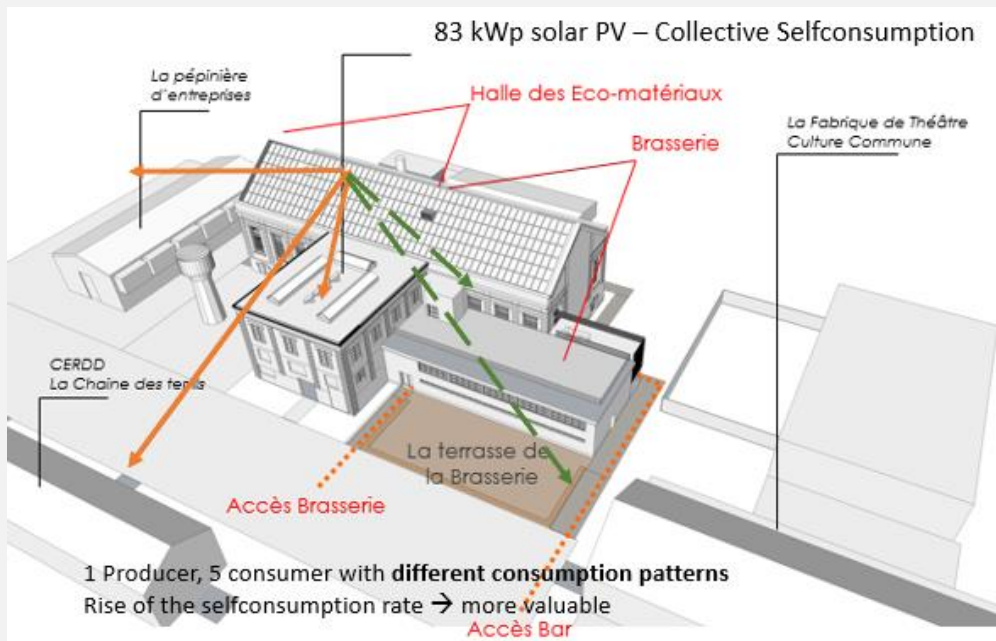 83 kWp solar PV – Collective Selfconsumption
La pépinière
d'entreprises
Halle des Eco-matériaux
La Fabrique de Théâtre
Culture Commune
Brasserie
CERDD
La Chaine des terrils
La terrasse de
la Brasserie
Accès Brasserie
1 Producer, 5 consumer with different consumption patterns
Rise of the selfconsumption rate → more valuable
Accès Bar